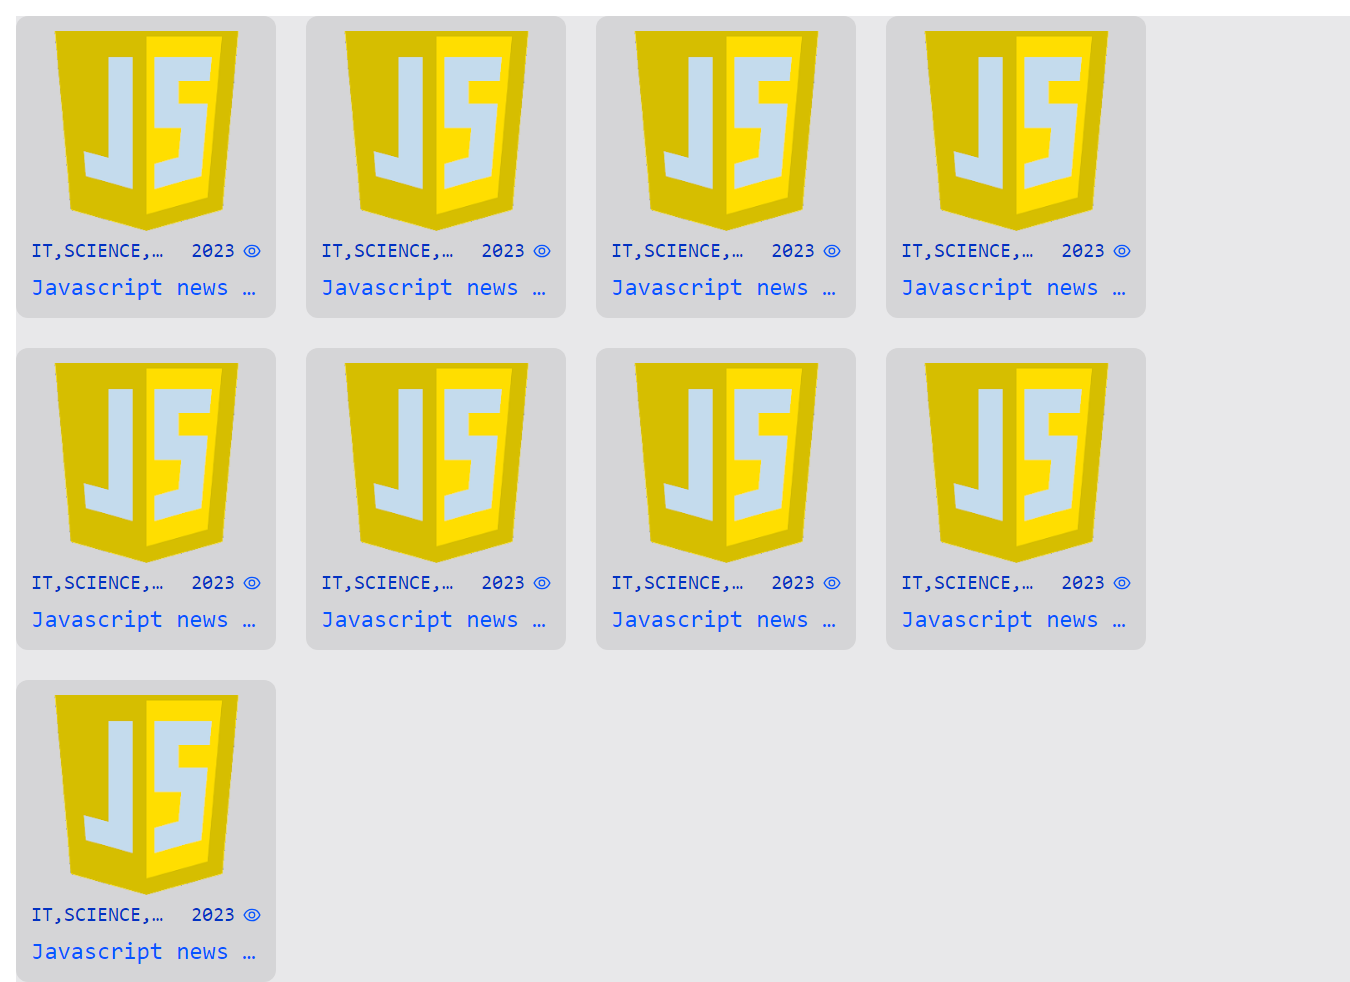 JS JS JS JS
IT,SCIENCE,… 2023 IT,SCIENCE,… 2023 IT,SCIENCE,… 2023 IT,SCIENCE,… 2023
Javascript news … Javascript news … Javascript news … Javascript news …
JS JS JS JS
IT,SCIENCE,… 2023 IT,SCIENCE,… 2023 IT,SCIENCE,… 2023 IT,SCIENCE,… 2023
Javascript news … Javascript news … Javascript news … Javascript news …
JS
IT,SCIENCE,… 2023
Javascript news …